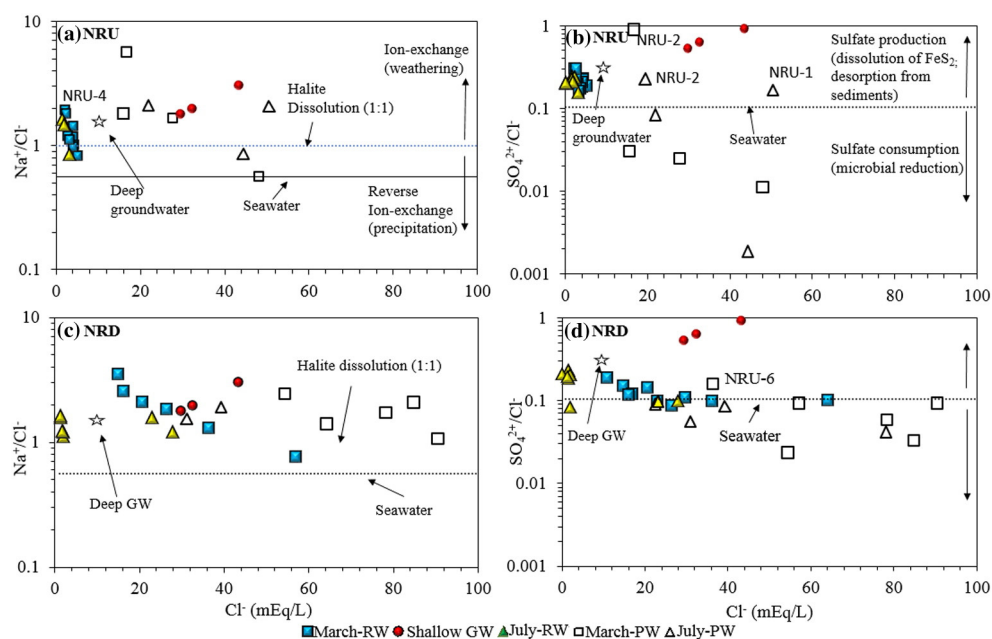 (a) NRU
10
1
0.1
Na⁺/Cl⁻
NRU-4
Ion-exchange
(weathering)
Halite
Dissolution (1:1)
Deep
groundwater
Seawater
Reverse
Ion-exchange
(precipitation)
0 20 40 60 80 100
(b) NRU
1
0.1
0.01
0.001
SO₄²⁺/Cl⁻
NRU-2
NRU-2
NRU-1
Sulfate production
(dissolution of FeS₂;
desorption from
sediments)
Deep
groundwater
Seawater
Sulfate consumption
(microbial reduction)
0 20 40 60 80 100
(c) NRD
10
1
0.1
Na⁺/Cl⁻
Halite dissolution (1:1)
Deep GW
Seawater
0 20 40 60 80 100
Cl⁻ (mEq/L)
(d) NRD
1
0.1
0.01
0.001
SO₄²⁺/Cl⁻
NRU-6
Deep GW
Seawater
0 20 40 60 80 100
Cl⁻ (mEq/L)
March-RW Shallow GW July-RW March-PW July-PW